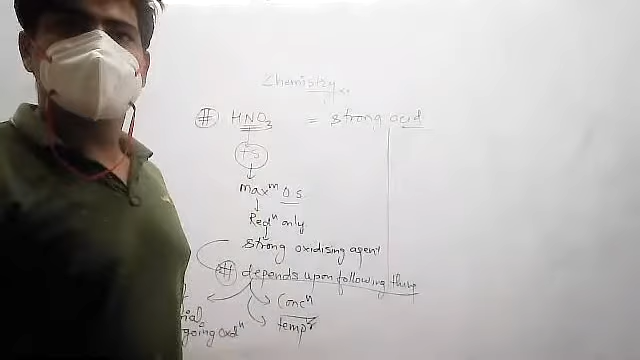 Chemistry
# HNO₃ = strong acid
+5
maxᵐ O.S.
Redⁿ only
strong oxidising agent
# depends upon following thing
Concⁿ
going oxdⁿ
tempʳ